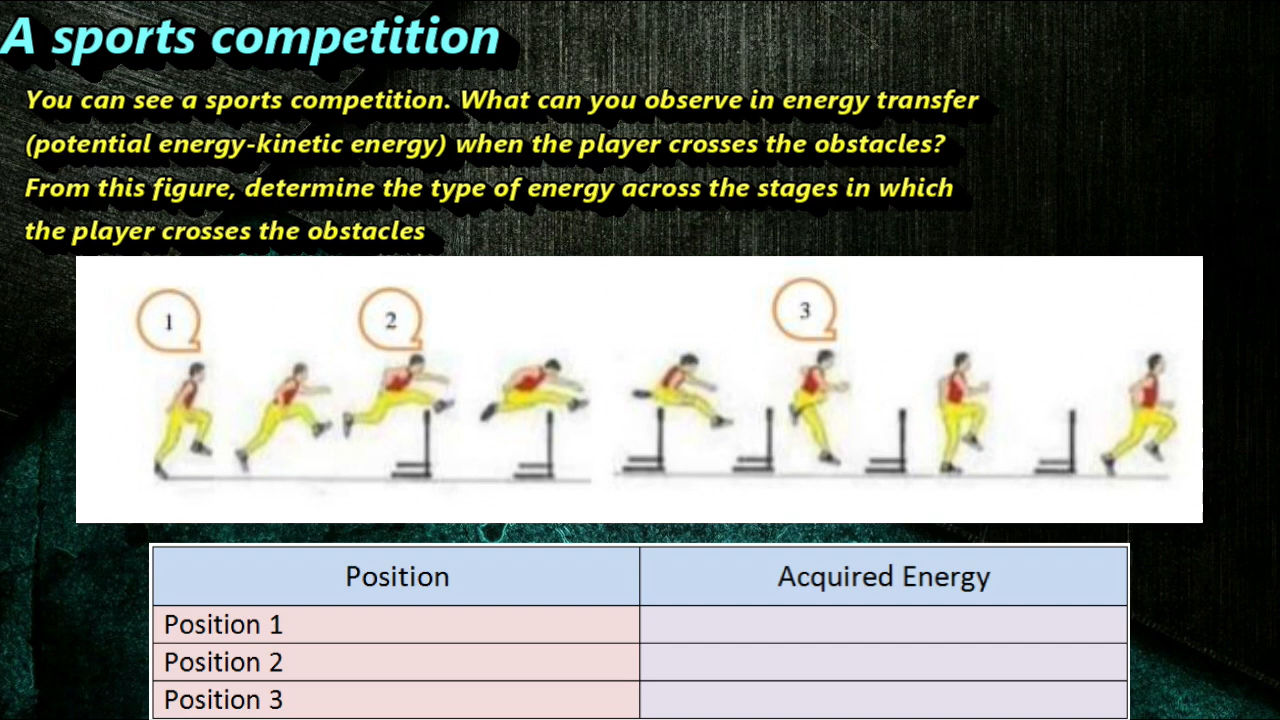 A sports competition
You can see a sports competition. What can you observe in energy transfer
(potential energy-kinetic energy) when the player crosses the obstacles?
From this figure, determine the type of energy across the stages in which
the player crosses the obstacles
1
2
3
Position
Acquired Energy
Position 1
Position 2
Position 3